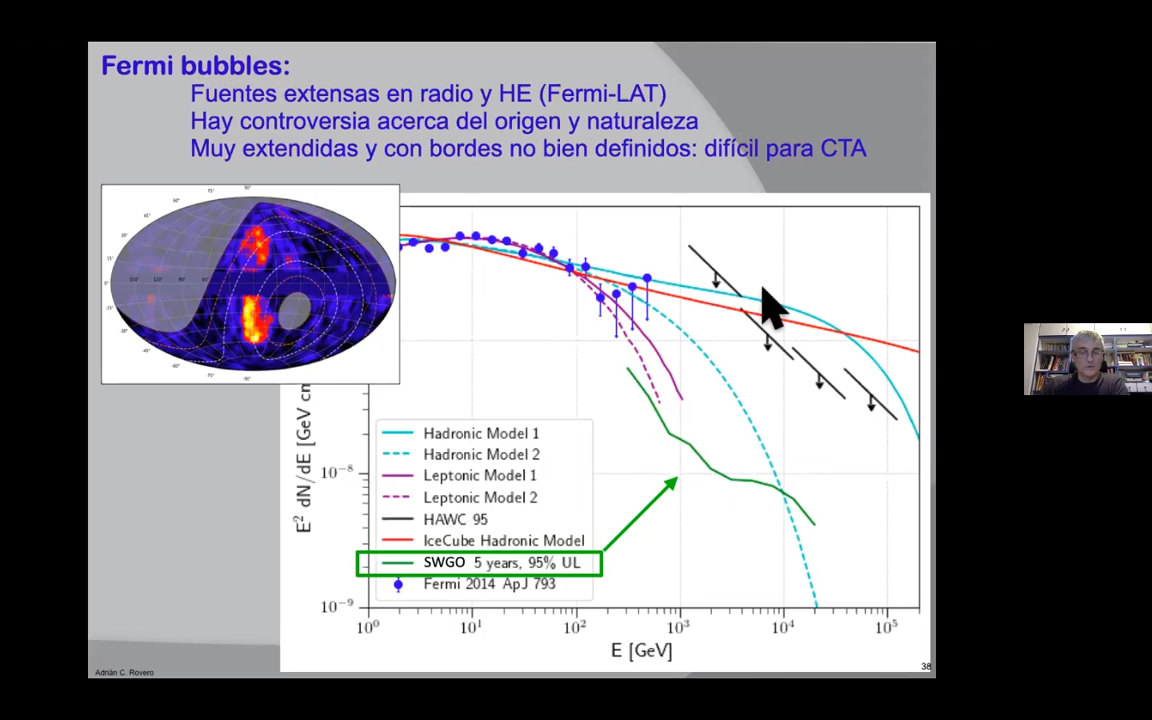 Fermi bubbles:
Fuentes extensas en radio y HE (Fermi-LAT)
Hay controversia acerca del origen y naturaleza
Muy extendidas y con bordes no bien definidos: difícil para CTA
E² dN/dE [GeV cm
10⁻⁸
10⁻⁹
Hadronic Model 1
Hadronic Model 2
Leptonic Model 1
Leptonic Model 2
HAWC 95
IceCube Hadronic Model
SWGO 5 years, 95% UL
Fermi 2014 ApJ 793
10⁰ 10¹ 10² 10³ 10⁴ 10⁵
E [GeV]
Adrián C. Rovero
38